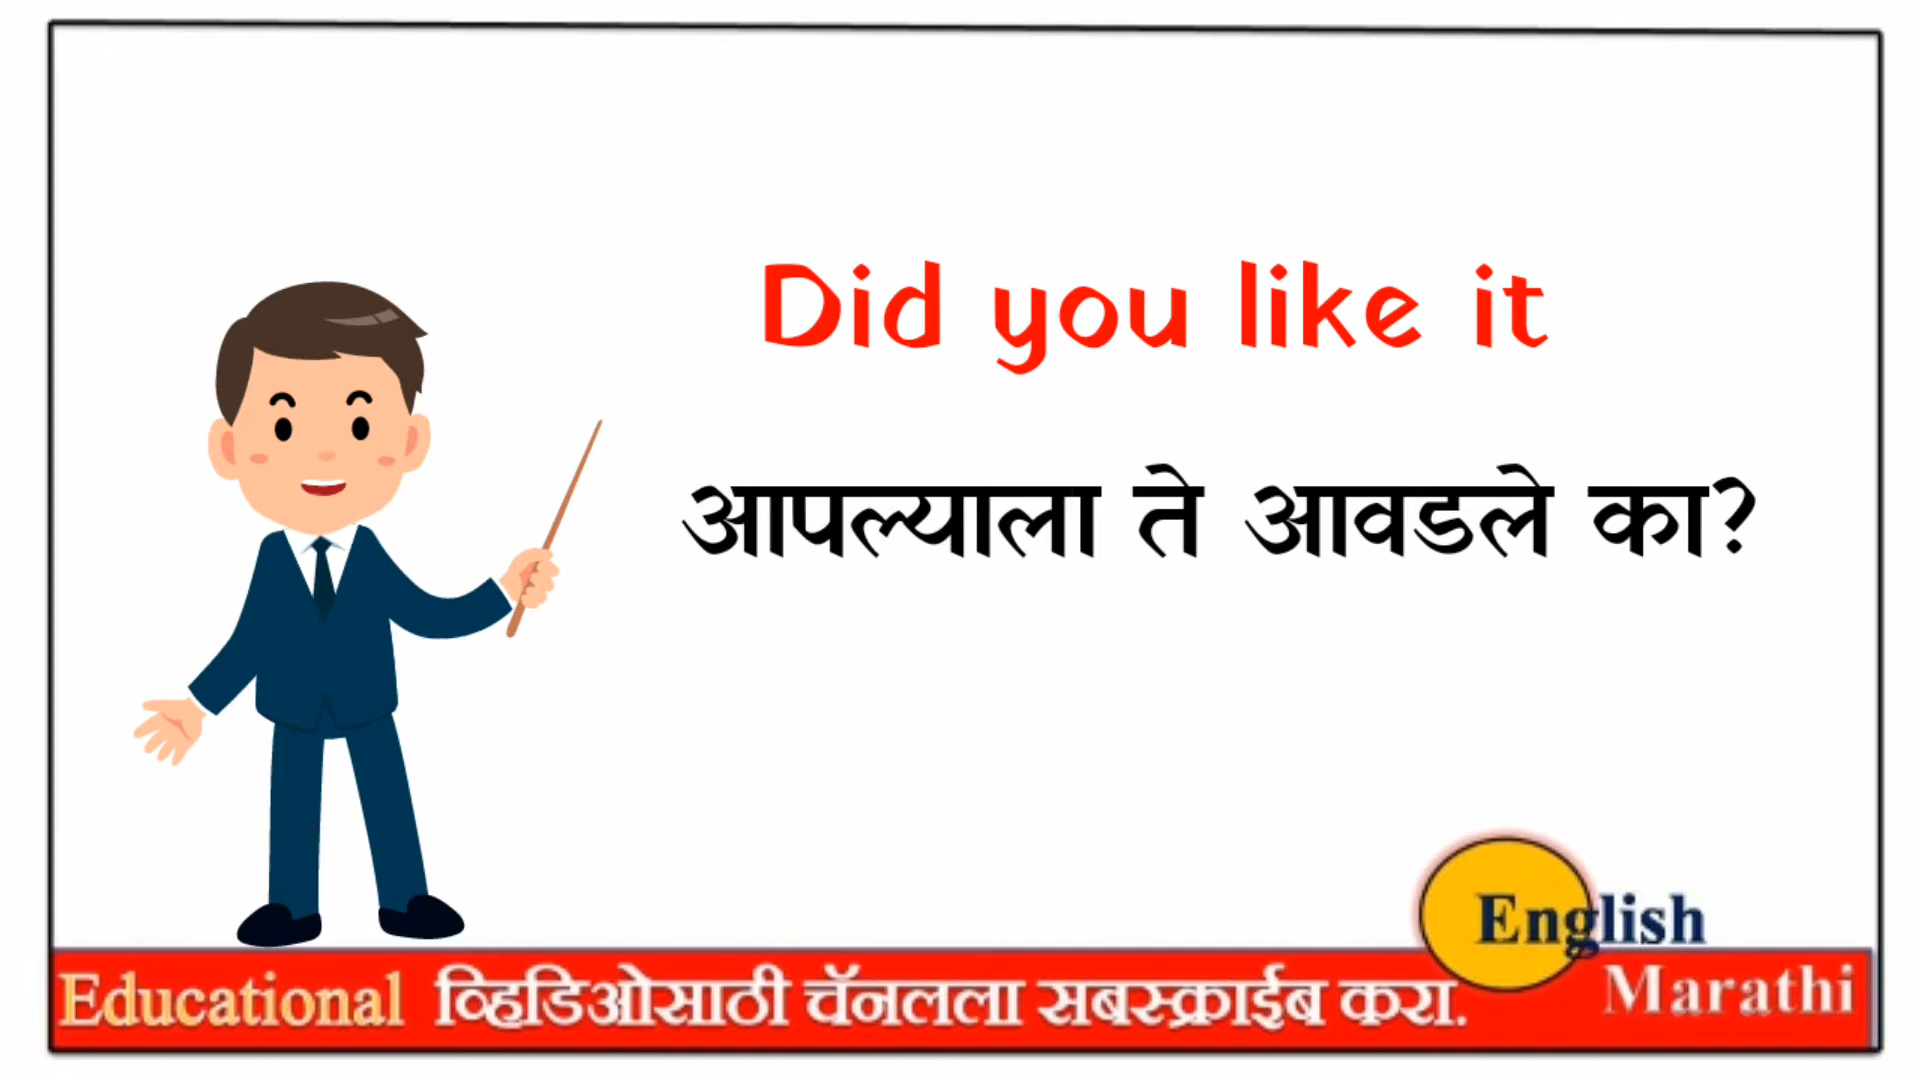 Did you like it
आपल्याला ते आवडले का?
English
Marathi
Educational व्हिडिओसाठी चॅनलला सबस्क्राईब करा.